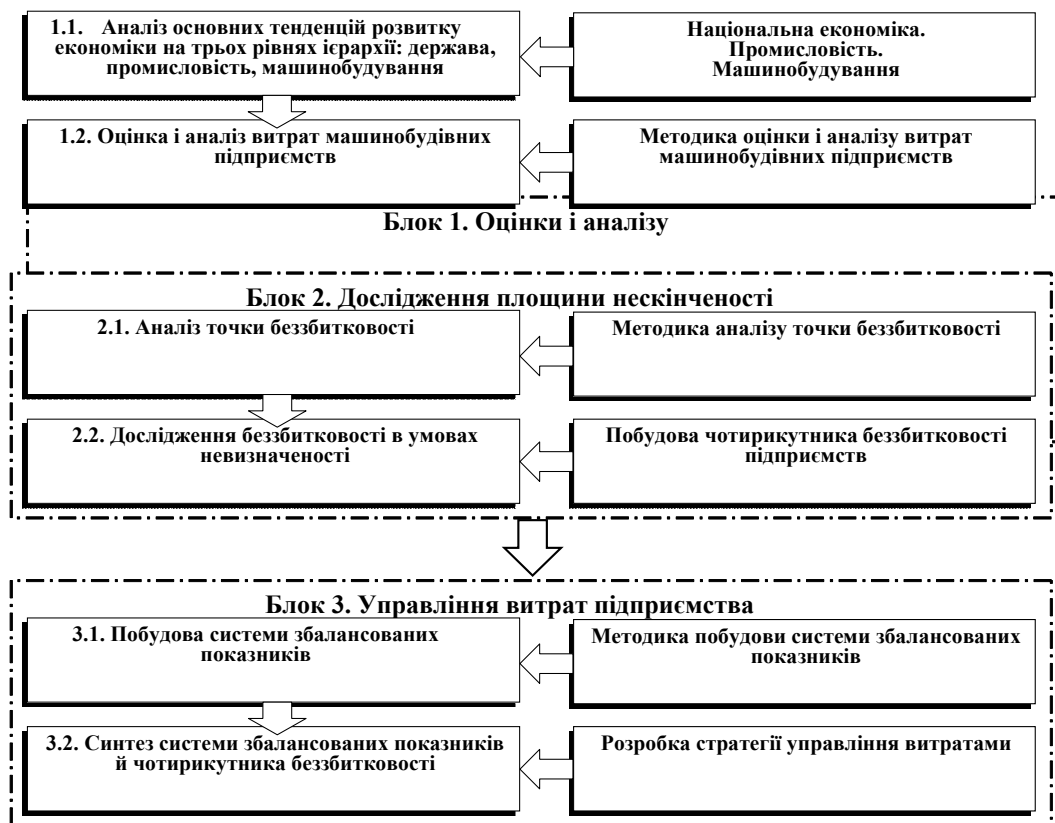 1.1. Аналіз основних тенденцій розвитку
економіки на трьох рівнях ієрархії: держава,
промисловість, машинобудування
Національна економіка.
Промисловість.
Машинобудування
1.2. Оцінка і аналіз витрат машинобудівних
підприємств
Методика оцінки і аналізу витрат
машинобудівних підприємств
Блок 1. Оцінки і аналізу
Блок 2. Дослідження площини нескінченості
2.1. Аналіз точки беззбитковості
Методика аналізу точки беззбитковості
2.2. Дослідження беззбитковості в умовах
невизначеності
Побудова чотирикутника беззбитковості
підприємств
Блок 3. Управління витрат підприємства
3.1. Побудова системи збалансованих
показників
Методика побудови системи збалансованих
показників
3.2. Синтез системи збалансованих показників
й чотирикутника беззбитковості
Розробка стратегії управління витратами